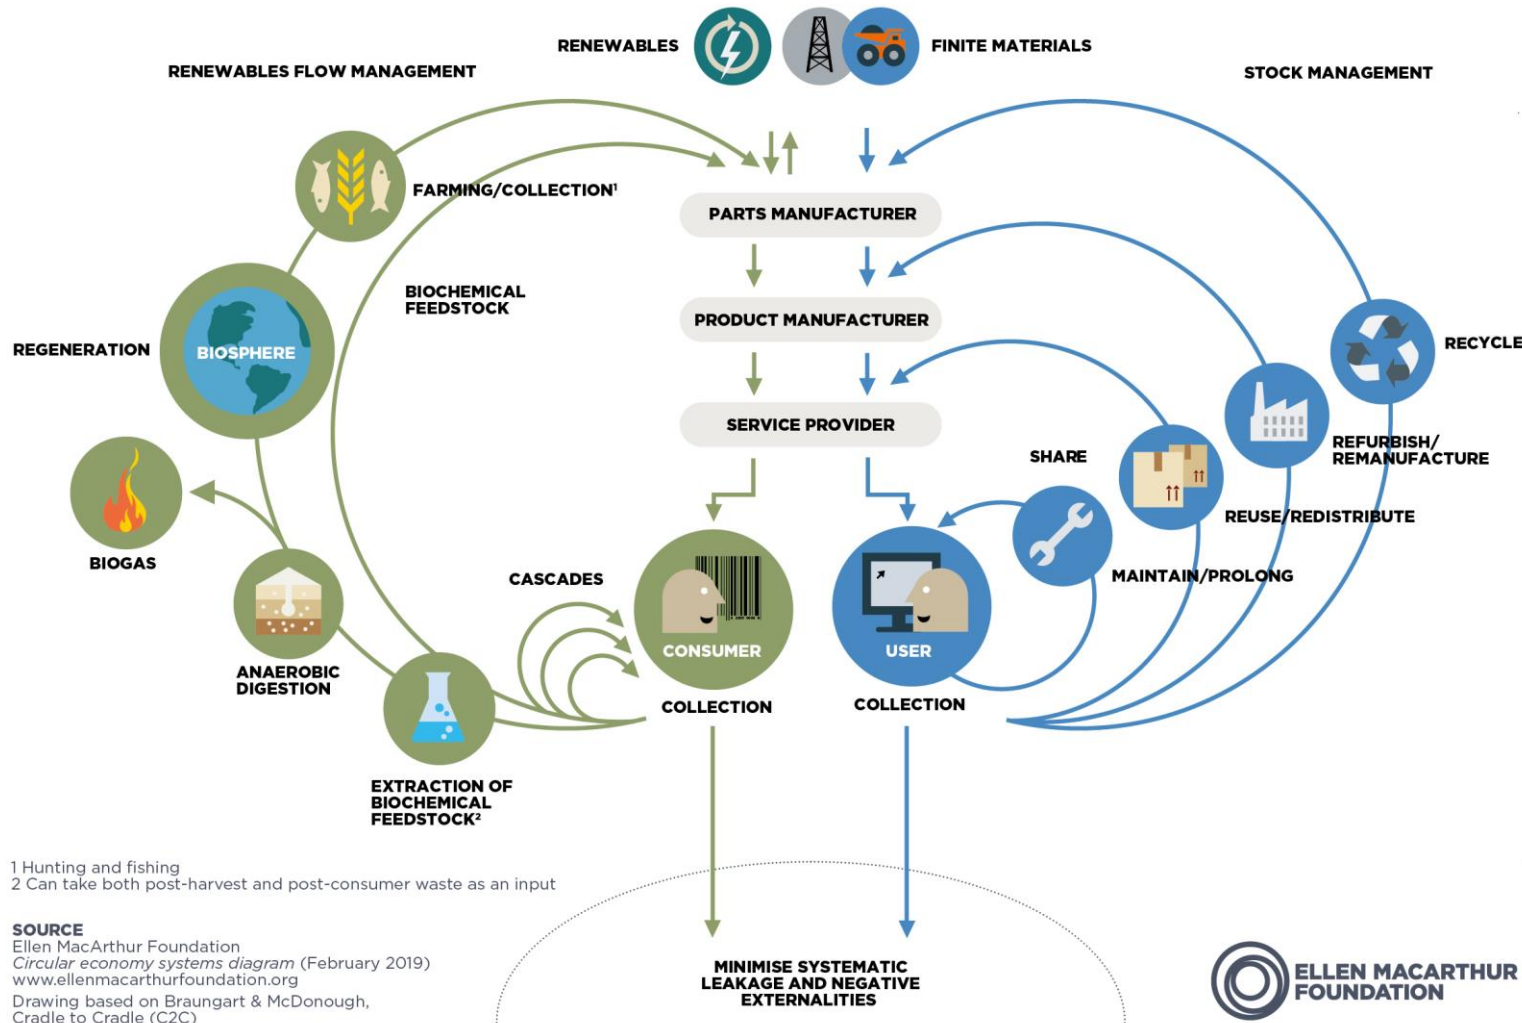 RENEWABLES
FINITE MATERIALS
RENEWABLES FLOW MANAGEMENT
STOCK MANAGEMENT
FARMING/COLLECTION¹
PARTS MANUFACTURER
BIOCHEMICAL
FEEDSTOCK
PRODUCT MANUFACTURER
REGENERATION
BIOSPHERE
RECYCLE
SERVICE PROVIDER
SHARE
REFURBISH/
REMANUFACTURE
REUSE/REDISTRIBUTE
BIOGAS
CASCADES
MAINTAIN/PROLONG
CONSUMER
USER
ANAEROBIC
DIGESTION
COLLECTION
COLLECTION
EXTRACTION OF
BIOCHEMICAL
FEEDSTOCK²
1 Hunting and fishing
2 Can take both post-harvest and post-consumer waste as an input
SOURCE
Ellen MacArthur Foundation
Circular economy systems diagram (February 2019)
www.ellenmacarthurfoundation.org
Drawing based on Braungart & McDonough,
Cradle to Cradle (C2C)
MINIMISE SYSTEMATIC
LEAKAGE AND NEGATIVE
EXTERNALITIES
ELLEN MACARTHUR
FOUNDATION